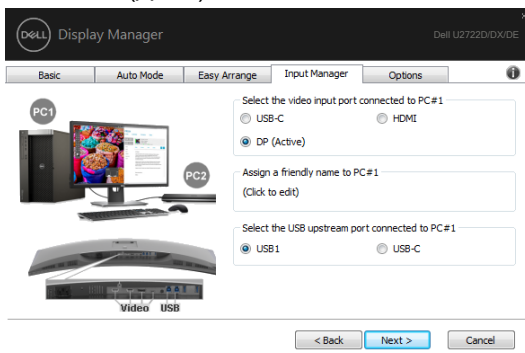 DELL Display Manager
Dell U2722D/DX/DE
Basic
Auto Mode
Easy Arrange
Input Manager
Options
PC1
PC2
Video USB
Select the video input port connected to PC#1
USB-C
HDMI
DP (Active)
Assign a friendly name to PC#1
(Click to edit)
Select the USB upstream port connected to PC#1
USB1
USB-C
< Back
Next >
Cancel